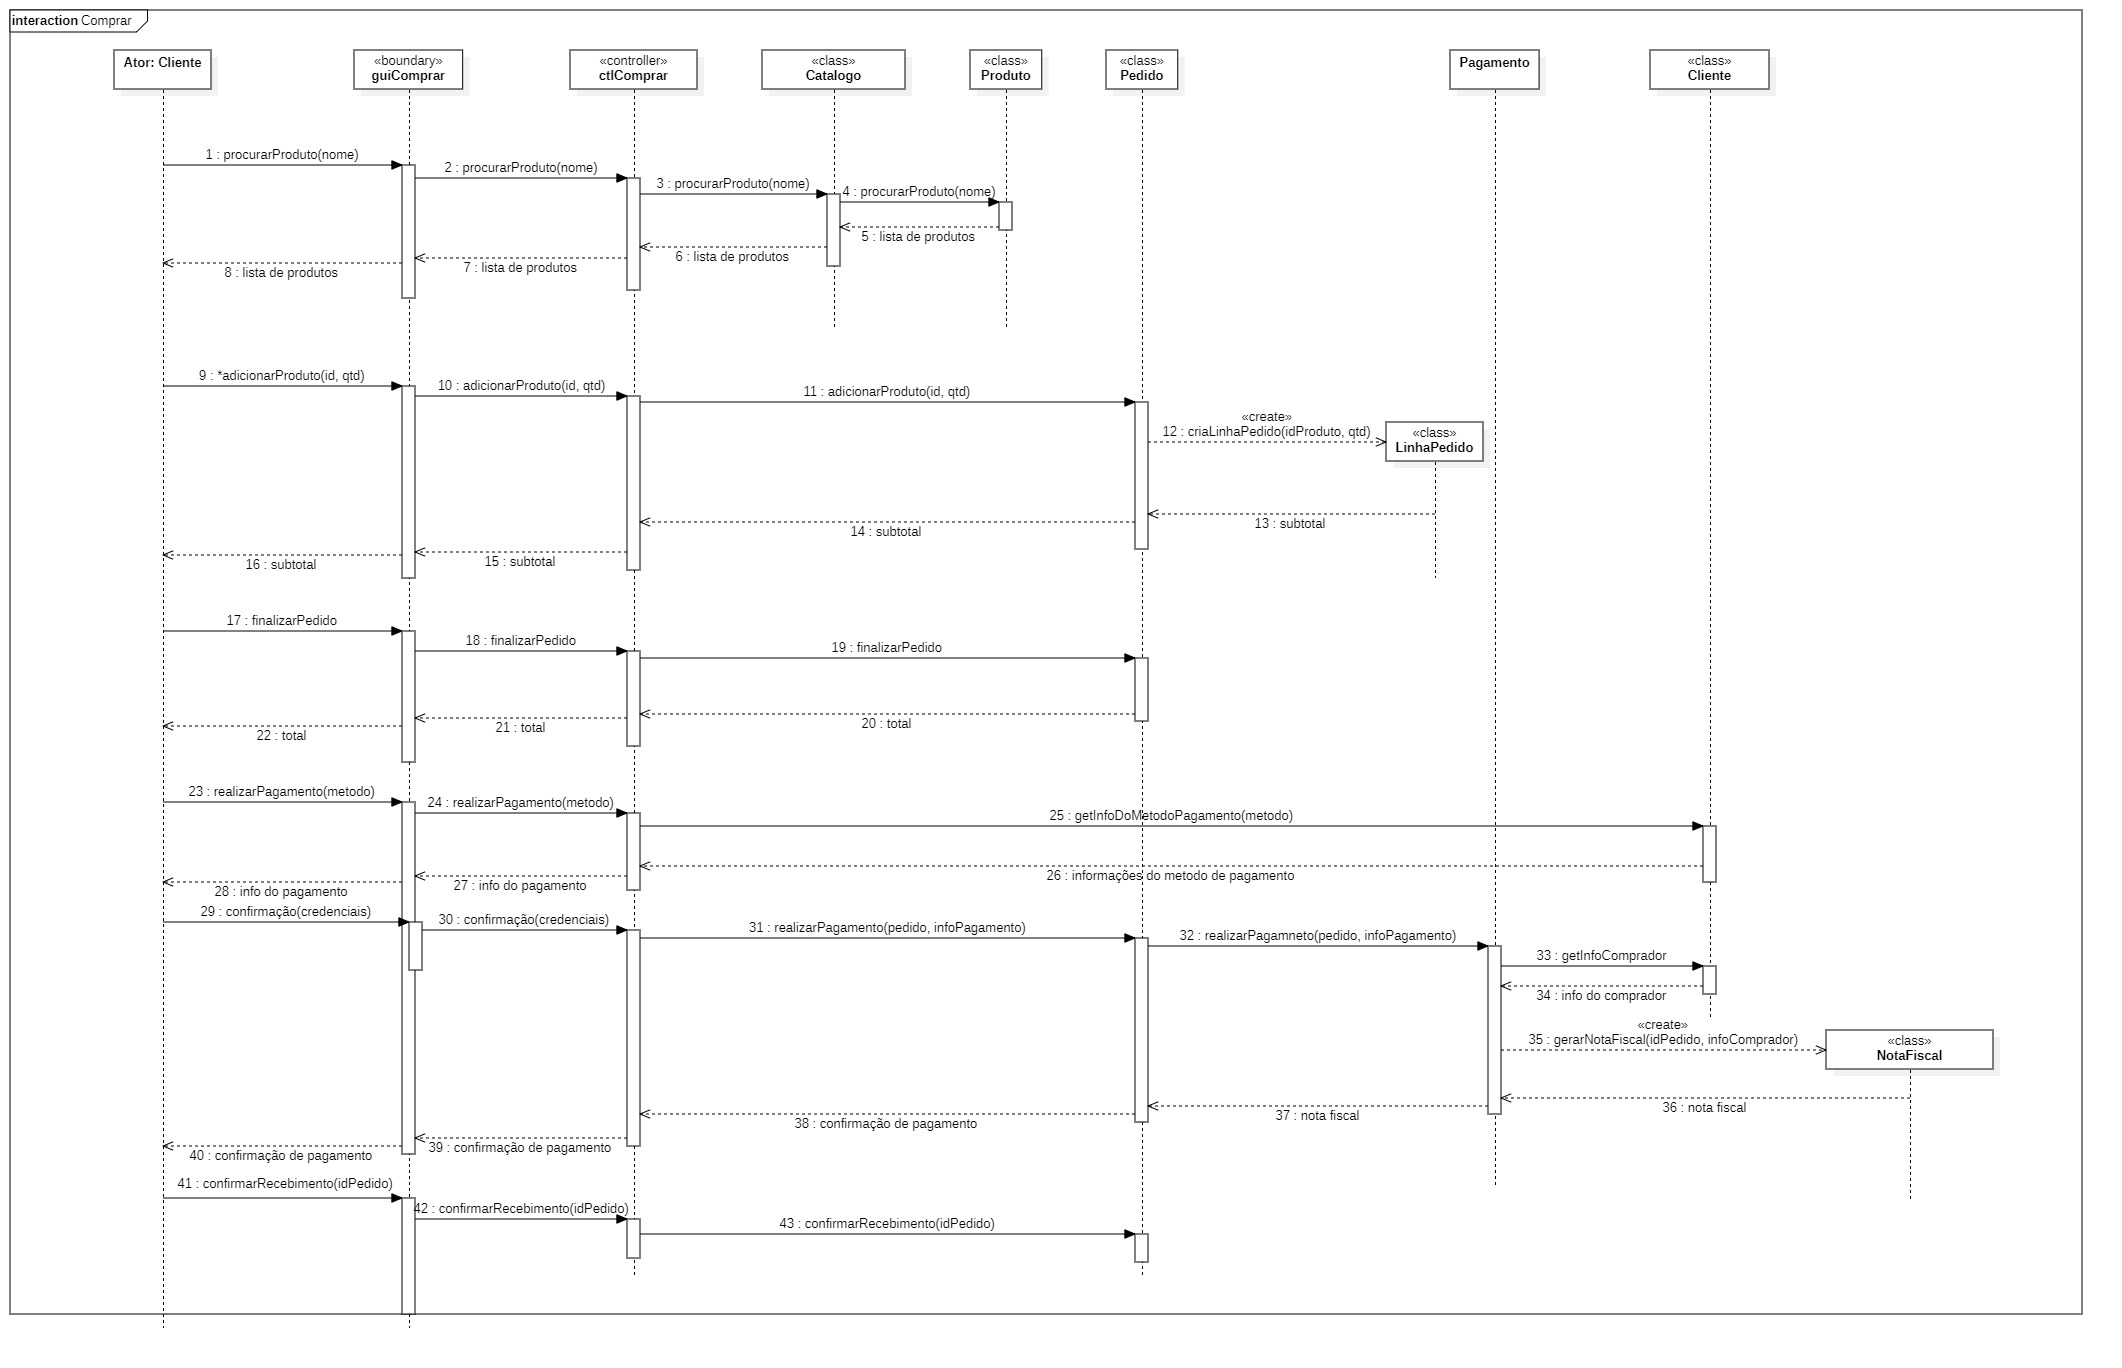 interaction Comprar
Ator: Cliente
«boundary»
guiComprar
«controller»
ctlComprar
«class»
Catalogo
«class»
Produto
«class»
Pedido
Pagamento
«class»
Cliente
1 : procurarProduto(nome)
2 : procurarProduto(nome)
3 : procurarProduto(nome)
4 : procurarProduto(nome)
5 : lista de produtos
6 : lista de produtos
7 : lista de produtos
8 : lista de produtos
9 : *adicionarProduto(id, qtd)
10 : adicionarProduto(id, qtd)
11 : adicionarProduto(id, qtd)
«create»
12 : criaLinhaPedido(idProduto, qtd)
«class»
LinhaPedido
13 : subtotal
14 : subtotal
15 : subtotal
16 : subtotal
17 : finalizarPedido
18 : finalizarPedido
19 : finalizarPedido
20 : total
21 : total
22 : total
23 : realizarPagamento(metodo)
24 : realizarPagamento(metodo)
25 : getInfoDoMetodoPagamento(metodo)
26 : informações do metodo de pagamento
27 : info do pagamento
28 : info do pagamento
29 : confirmação(credenciais)
30 : confirmação(credenciais)
31 : realizarPagamento(pedido, infoPagamento)
32 : realizarPagamneto(pedido, infoPagamento)
33 : getInfoComprador
34 : info do comprador
«create»
35 : gerarNotaFiscal(idPedido, infoComprador)
«class»
NotaFiscal
36 : nota fiscal
37 : nota fiscal
38 : confirmação de pagamento
39 : confirmação de pagamento
40 : confirmação de pagamento
41 : confirmarRecebimento(idPedido)
42 : confirmarRecebimento(idPedido)
43 : confirmarRecebimento(idPedido)